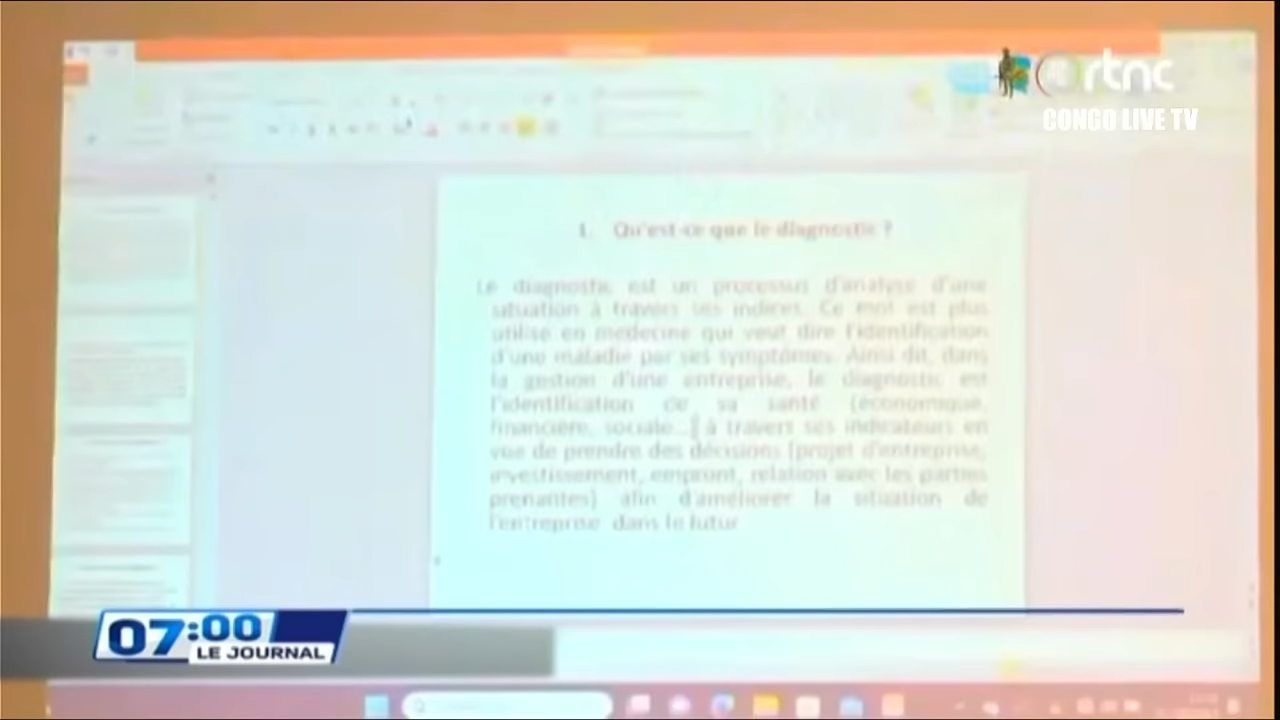 rtnc
CONGO LIVE TV
1. Qu'est-ce que le diagnostic ?
Le diagnostic est un processus d'analyse d'une
situation à travers ses indices. Ce mot est plus
utilisé en médecine qui veut dire l'identification
d'une maladie par ses symptômes. Ainsi dit, dans
la gestion d'une entreprise, le diagnostic est
l'identification de sa santé (économique,
financière, sociale...) à travers ses indicateurs en
vue de prendre des décisions (projet d'entreprise,
investissement, emprunt, relation avec les parties
prenantes) afin d'améliorer la situation de
l'entreprise dans le futur
07:00
LE JOURNAL